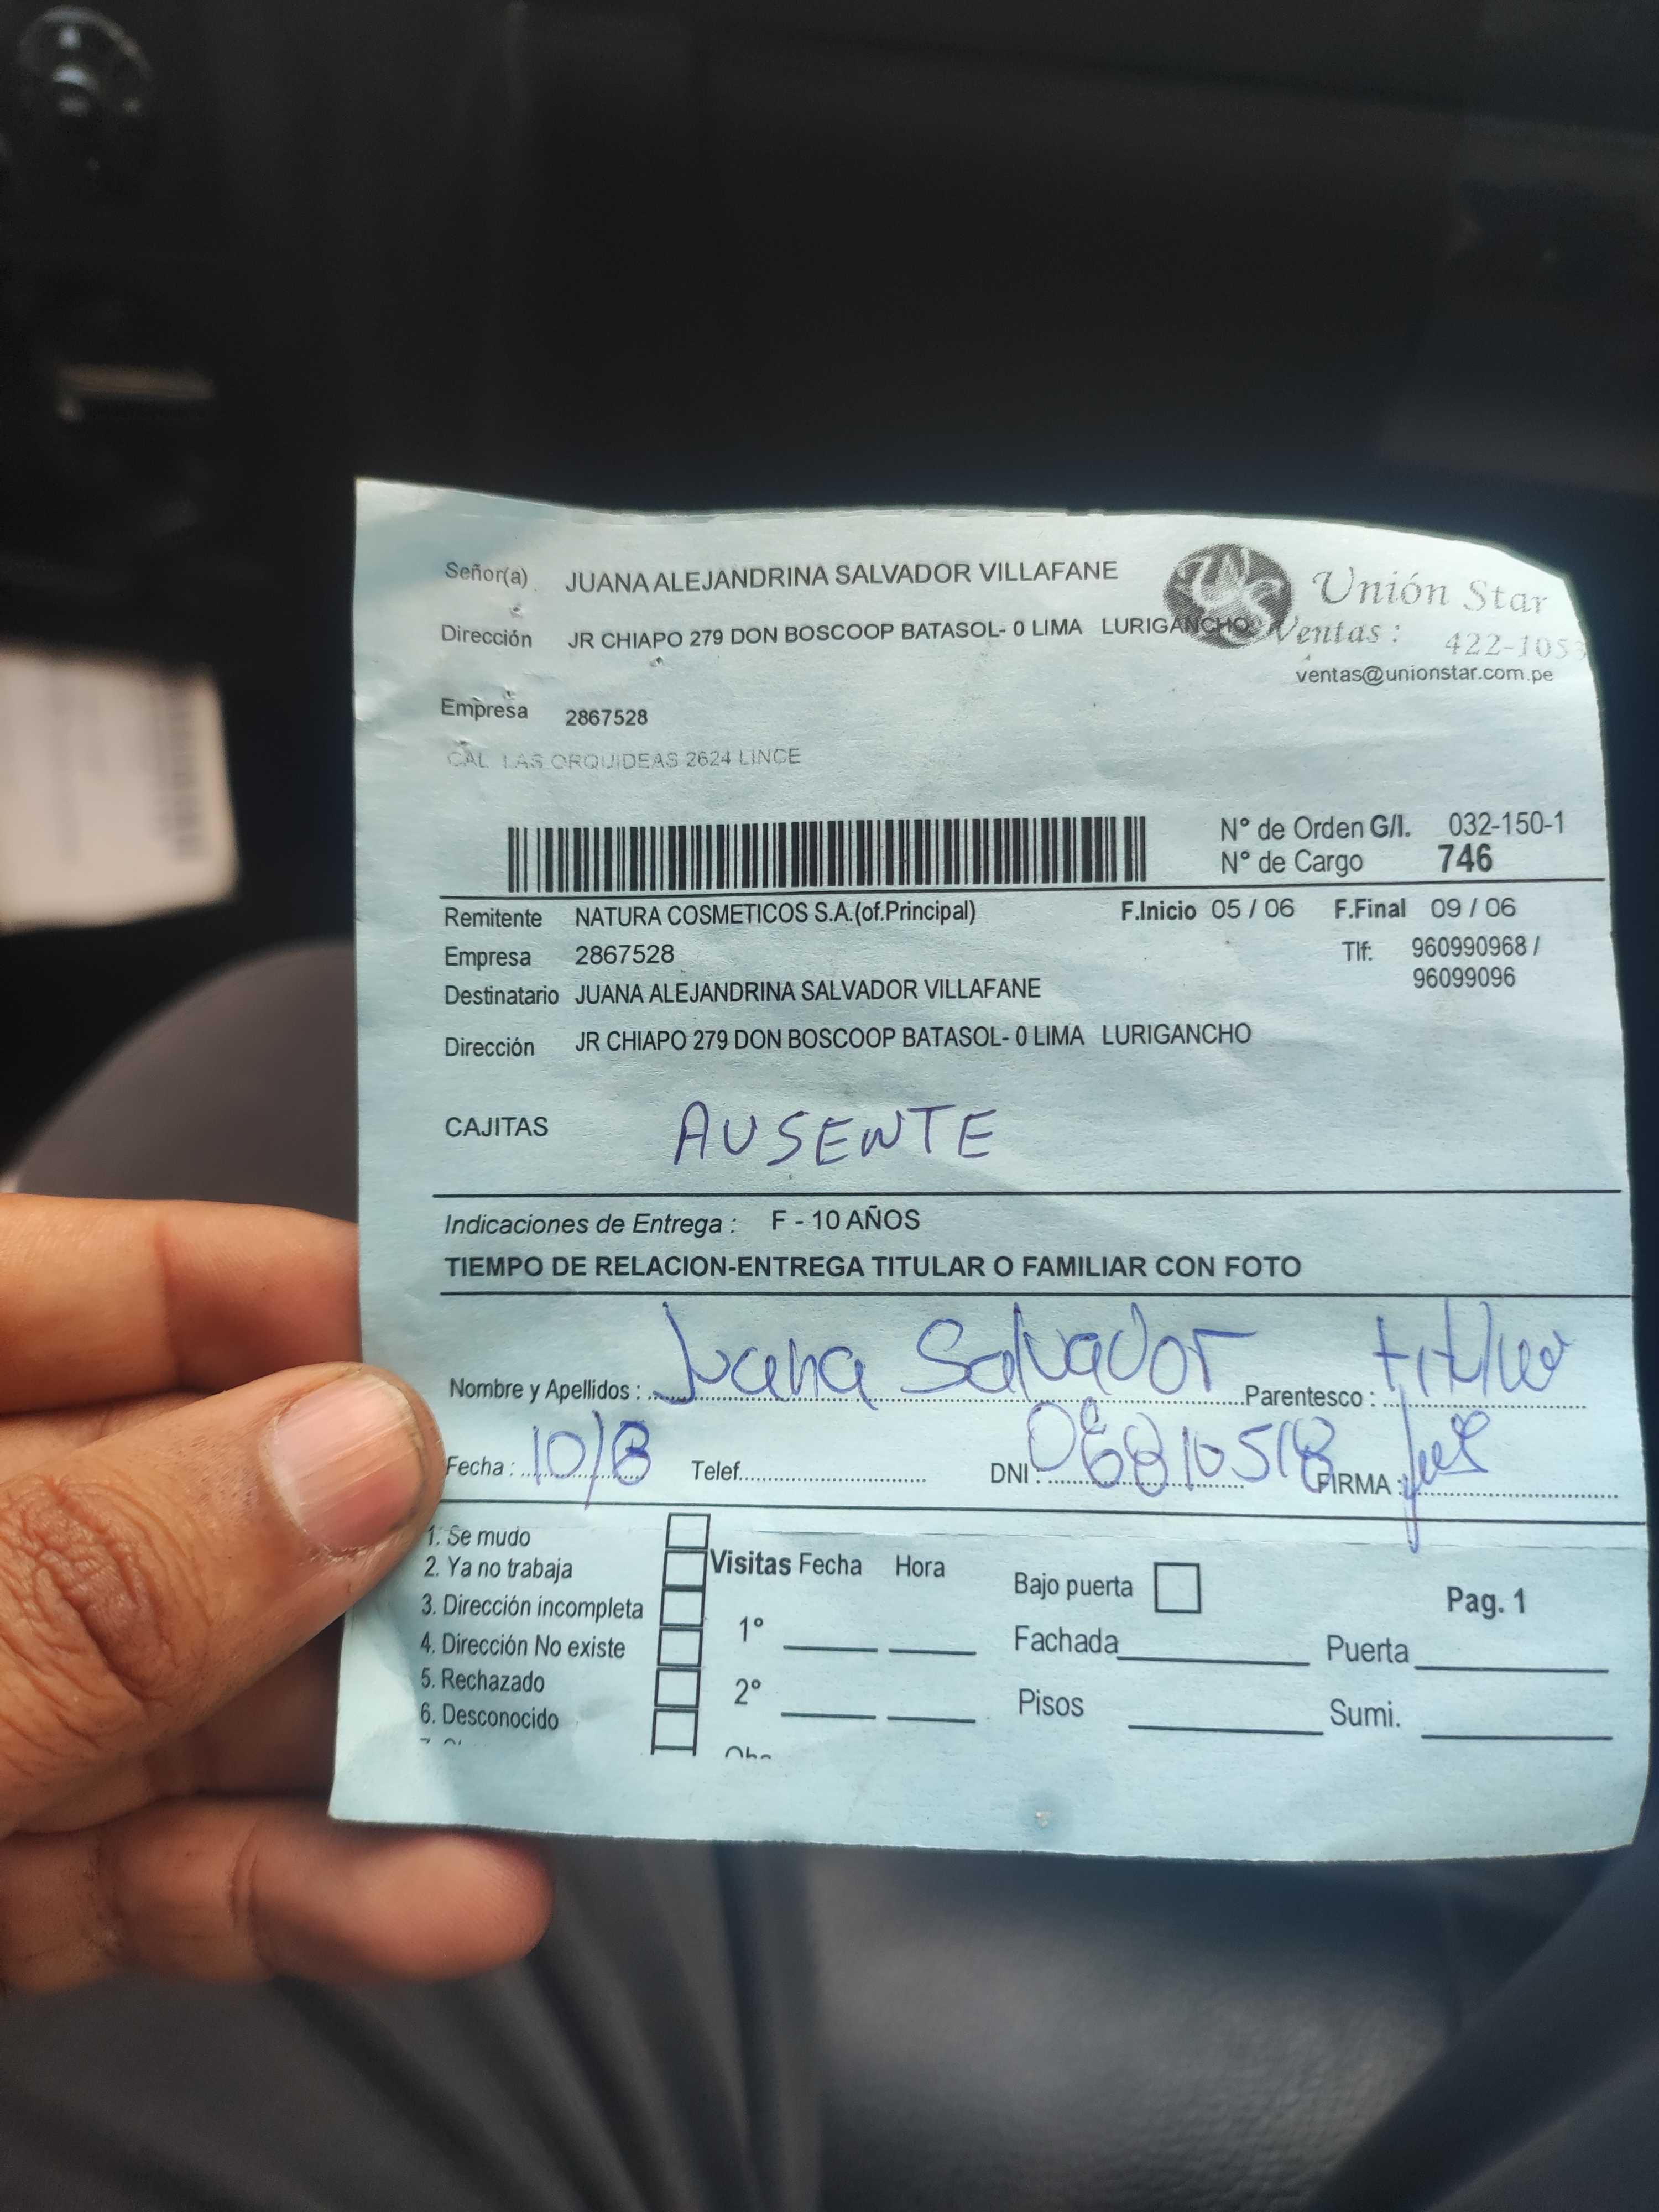 Señor(a) JUANA ALEJANDRINA SALVADOR VILLAFANE
Unión Star
Dirección JR CHIAPO 279 DON BOSCOOP BATASOL- 0 LIMA LURIGANCHO
Ventas : 422-1053
ventas@unionstar.com.pe
Empresa 2867528
CAL LAS ORQUIDEAS 2624 LINCE
N° de Orden G/I. 032-150-1
N° de Cargo 746
Remitente NATURA COSMETICOS S.A.(of.Principal) F.Inicio 05 / 06 F.Final 09 / 06
Empresa 2867528 Tlf: 960990968 /
96099096
Destinatario JUANA ALEJANDRINA SALVADOR VILLAFANE
Dirección JR CHIAPO 279 DON BOSCOOP BATASOL- 0 LIMA LURIGANCHO
CAJITAS AUSENTE
Indicaciones de Entrega : F - 10 AÑOS
TIEMPO DE RELACION-ENTREGA TITULAR O FAMILIAR CON FOTO
Nombre y Apellidos : Juana Salvador Parentesco :
Fecha : Telef. DNI : FIRMA :
1. Se mudo
2. Ya no trabaja
3. Dirección incompleta
4. Dirección No existe
5. Rechazado
6. Desconocido
Visitas Fecha Hora
1°
2°
Bajo puerta Pag. 1
Fachada Puerta
Pisos Sumi.